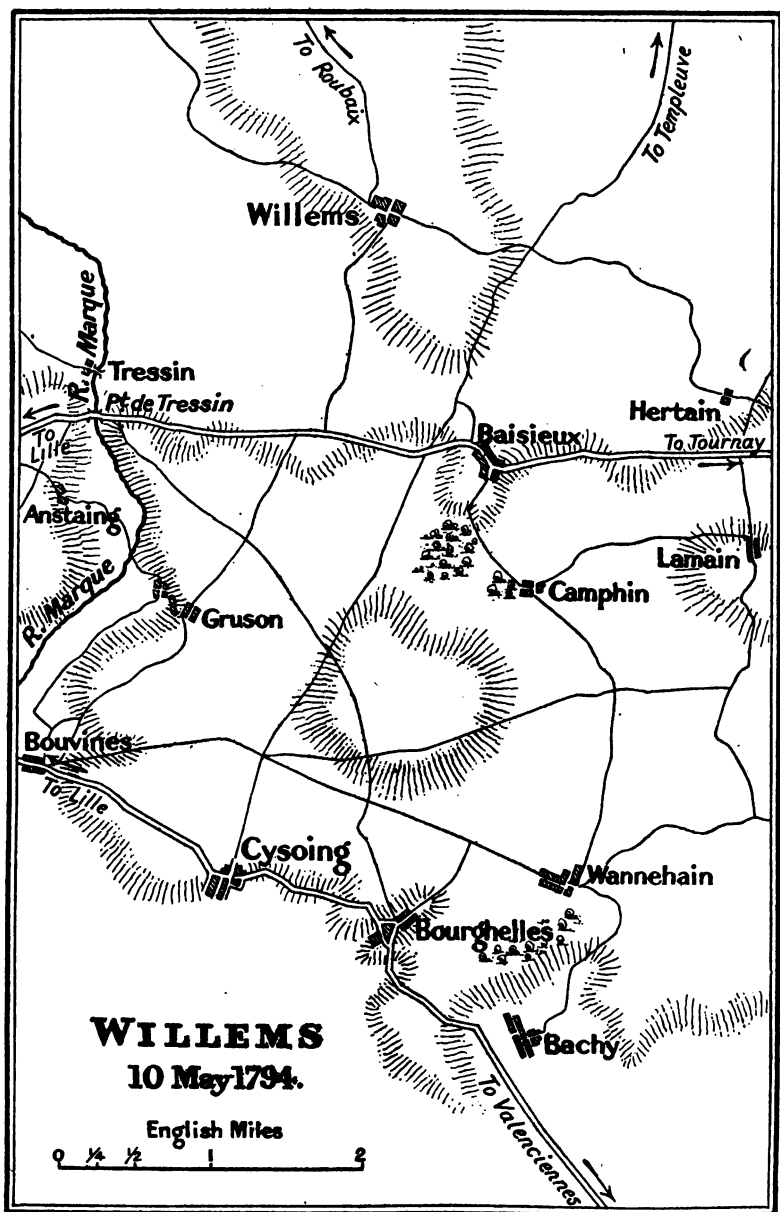 To Roubaix
To Templeuve
Willems
R. Marque
Tressin
Pt. de Tressin
To
Lille
Hertain
Baisieux
To Tournay
Anstaing
Lamain
Camphin
R. Marque
Gruson
Bouvines
To Lille
Cysoing
Wannehain
Bourghelles
Bachy
WILLEMS
10 May 1794.
To Valenciennes
English Miles
0 1/4 1/2 1 2